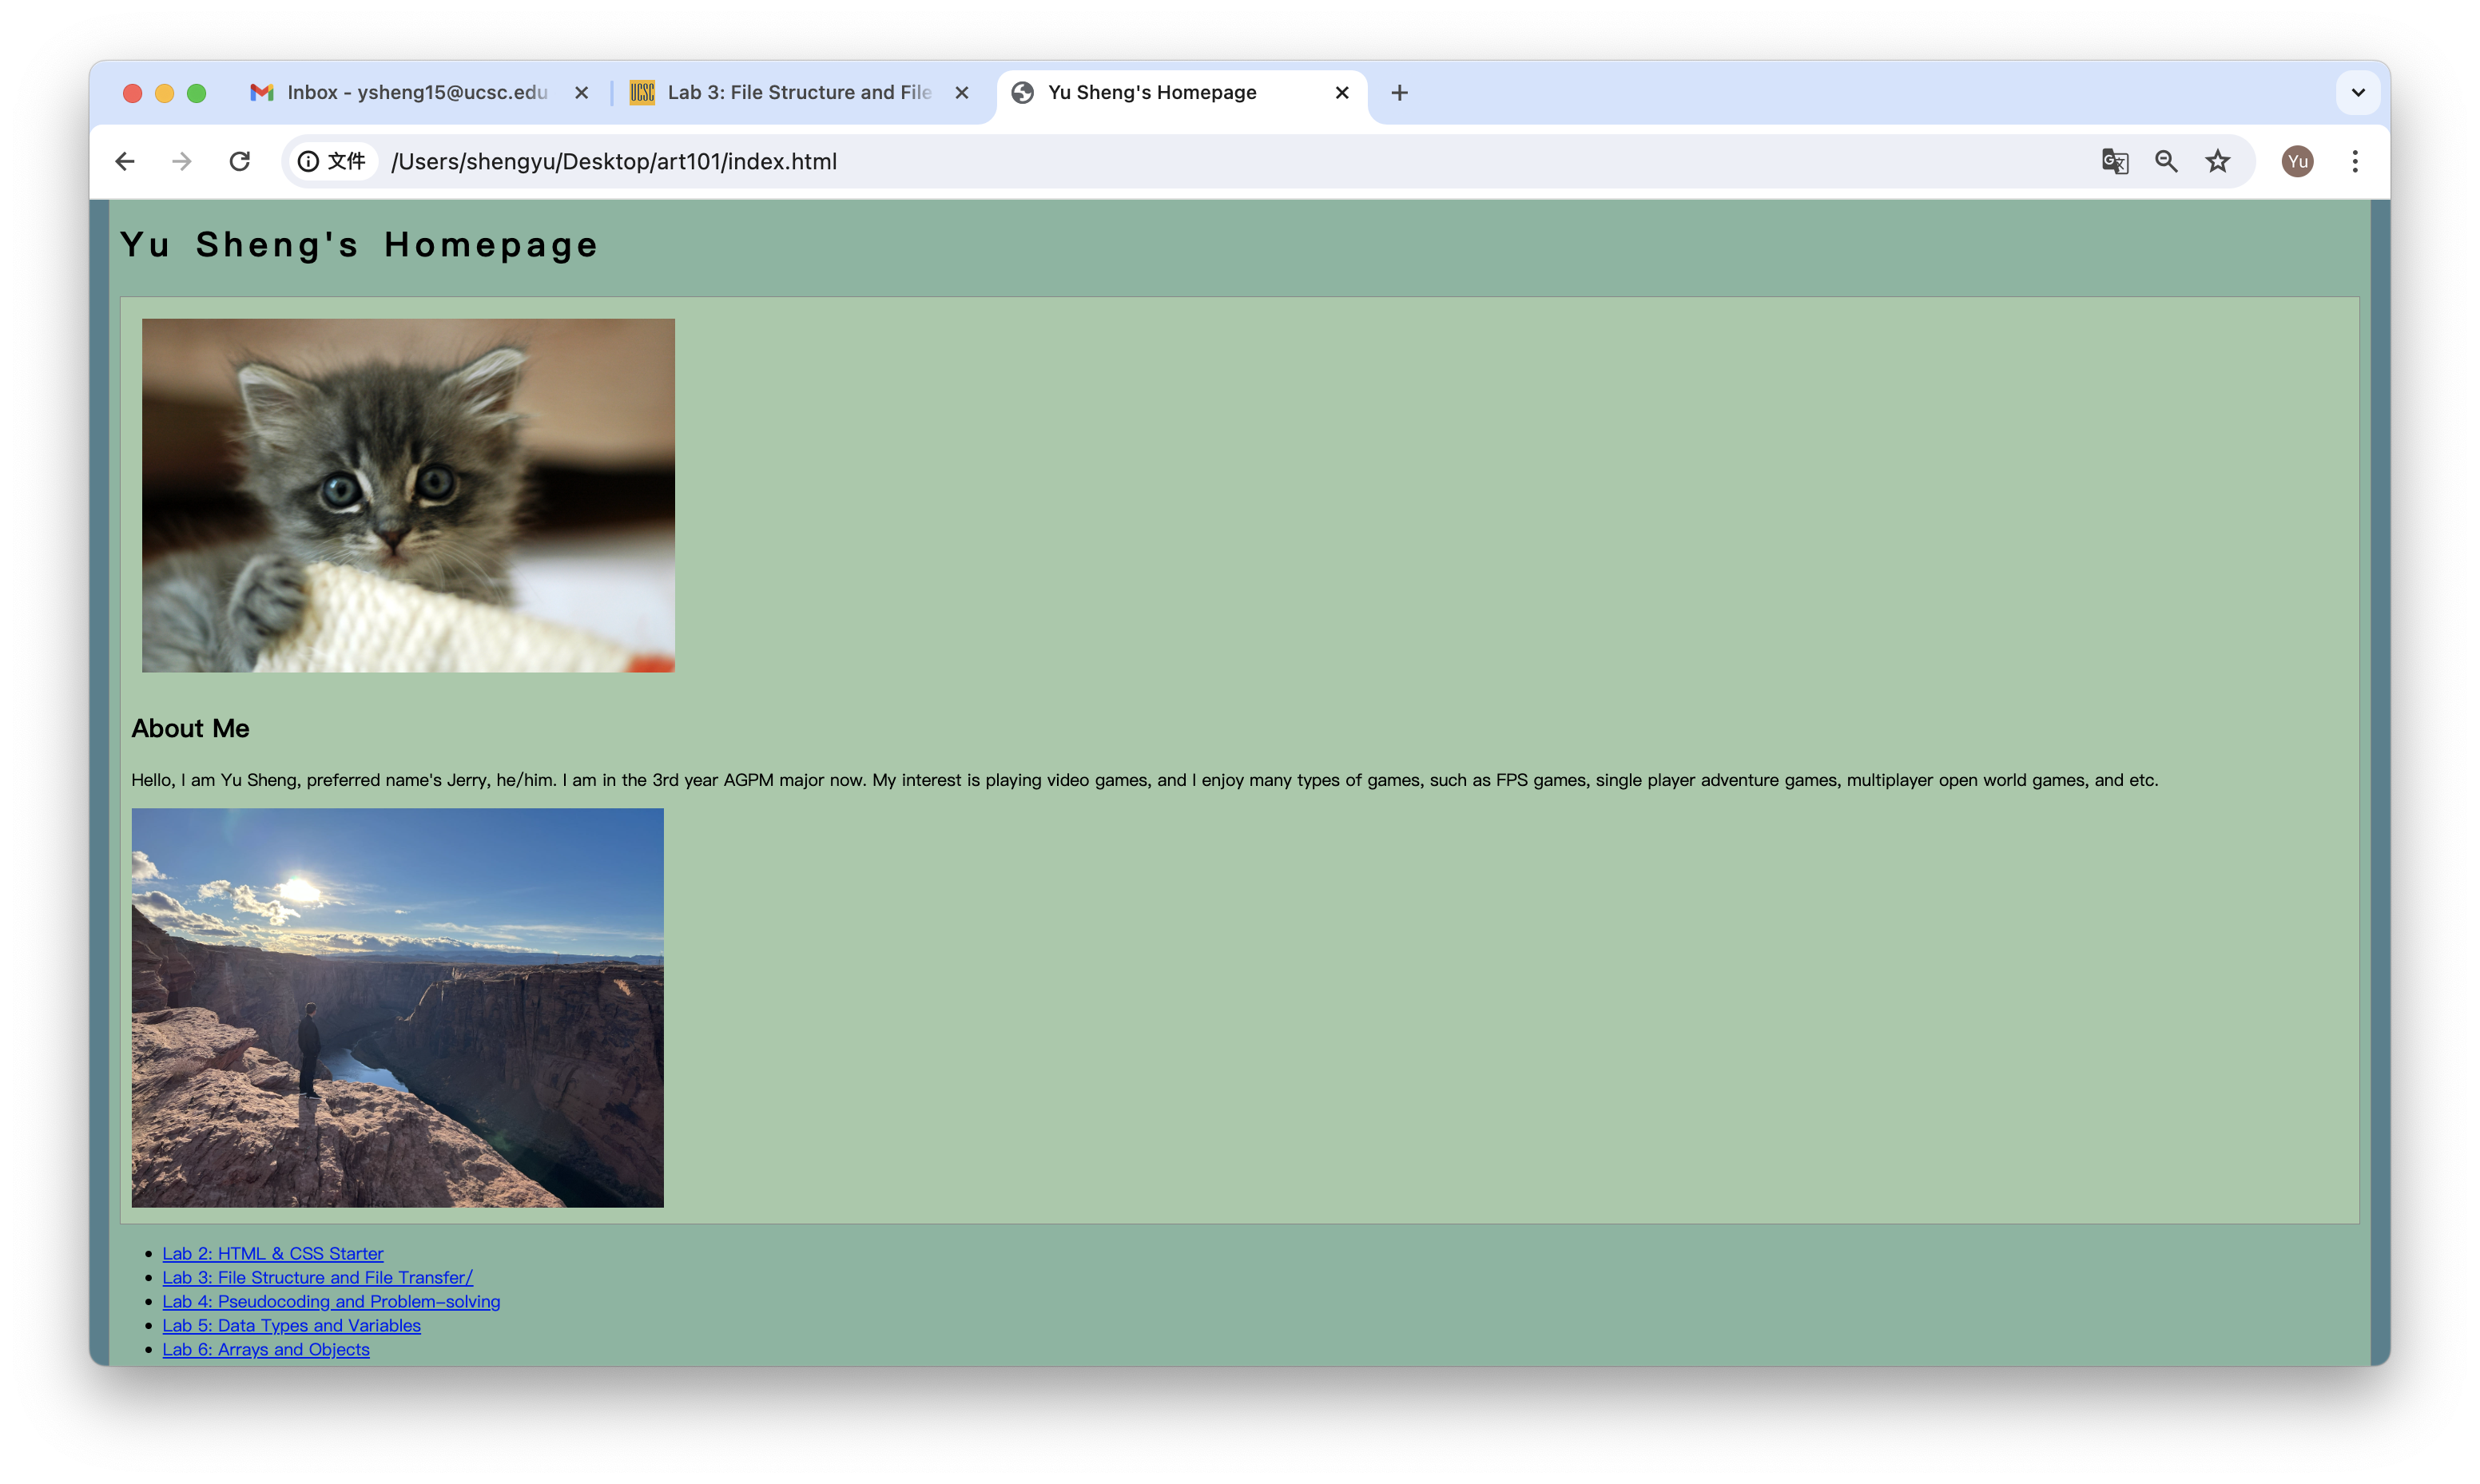 Inbox - ysheng15@ucsc.edu
UCSC
Lab 3: File Structure and File
Yu Sheng's Homepage
文件
/Users/shengyu/Desktop/art101/index.html
Yu
Yu Sheng's Homepage
About Me
Hello, I am Yu Sheng, preferred name's Jerry, he/him. I am in the 3rd year AGPM major now. My interest is playing video games, and I enjoy many types of games, such as FPS games, single player adventure games, multiplayer open world games, and etc.
Lab 2: HTML & CSS Starter
Lab 3: File Structure and File Transfer/
Lab 4: Pseudocoding and Problem-solving
Lab 5: Data Types and Variables
Lab 6: Arrays and Objects